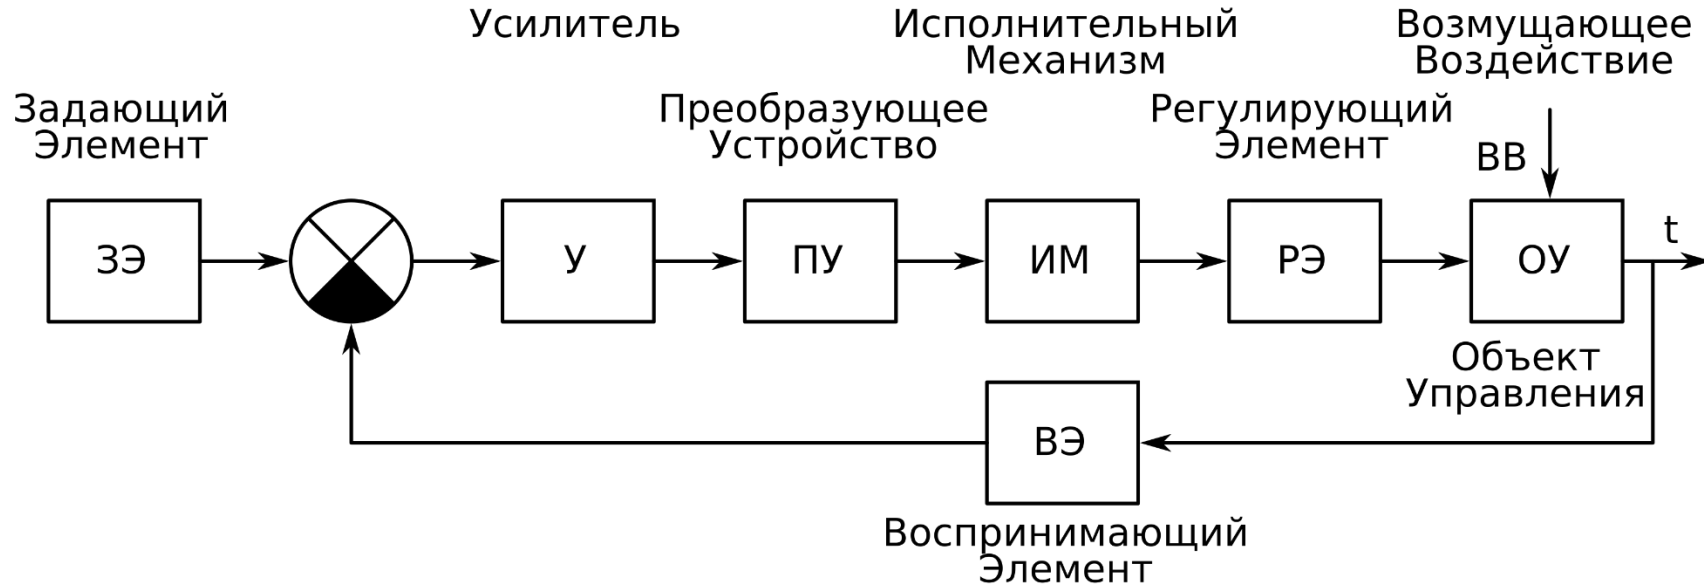 Усилитель
Исполнительный
Механизм
Возмущающее
Воздействие
Задающий
Элемент
Преобразующее
Устройство
Регулирующий
Элемент
ВВ
t
ЗЭ
У
ПУ
ИМ
РЭ
ОУ
Объект
Управления
ВЭ
Воспринимающий
Элемент